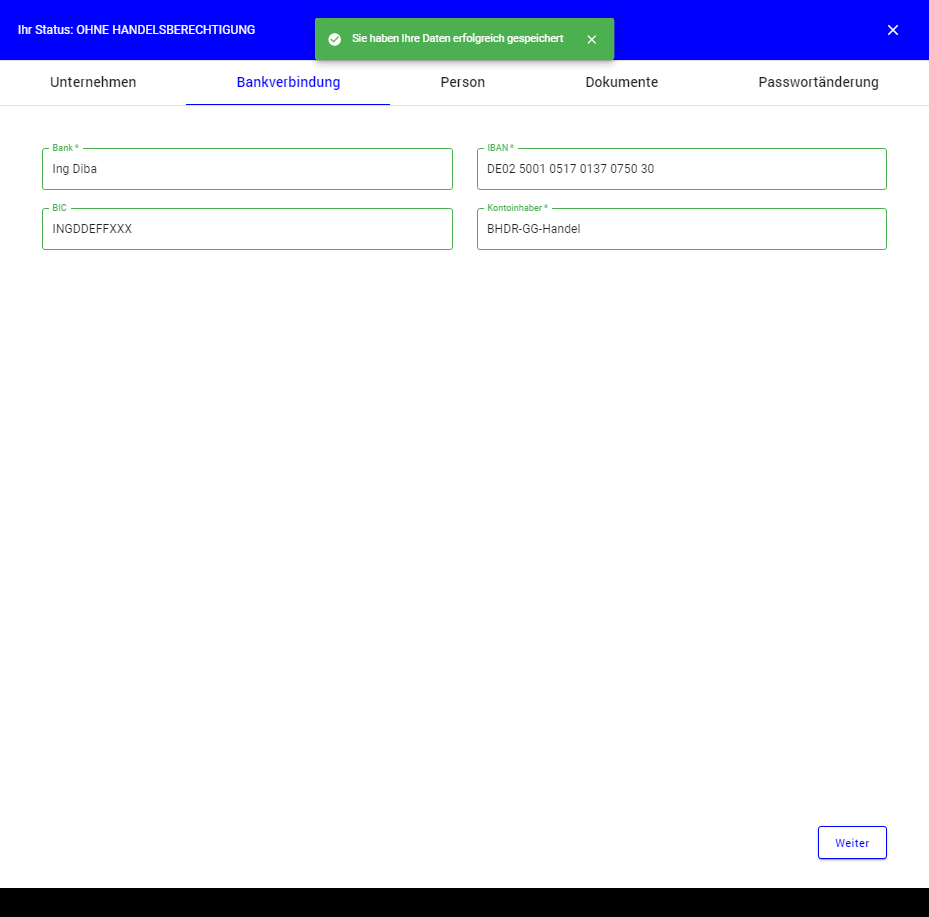 Ihr Status: OHNE HANDELSBERECHTIGUNG
Sie haben Ihre Daten erfolgreich gespeichert
Unternehmen
Bankverbindung
Person
Dokumente
Passwortänderung
Bank *
Ing Diba
IBAN *
DE02 5001 0517 0137 0750 30
BIC
INGDDEFFXXX
Kontoinhaber *
BHDR-GG-Handel
Weiter